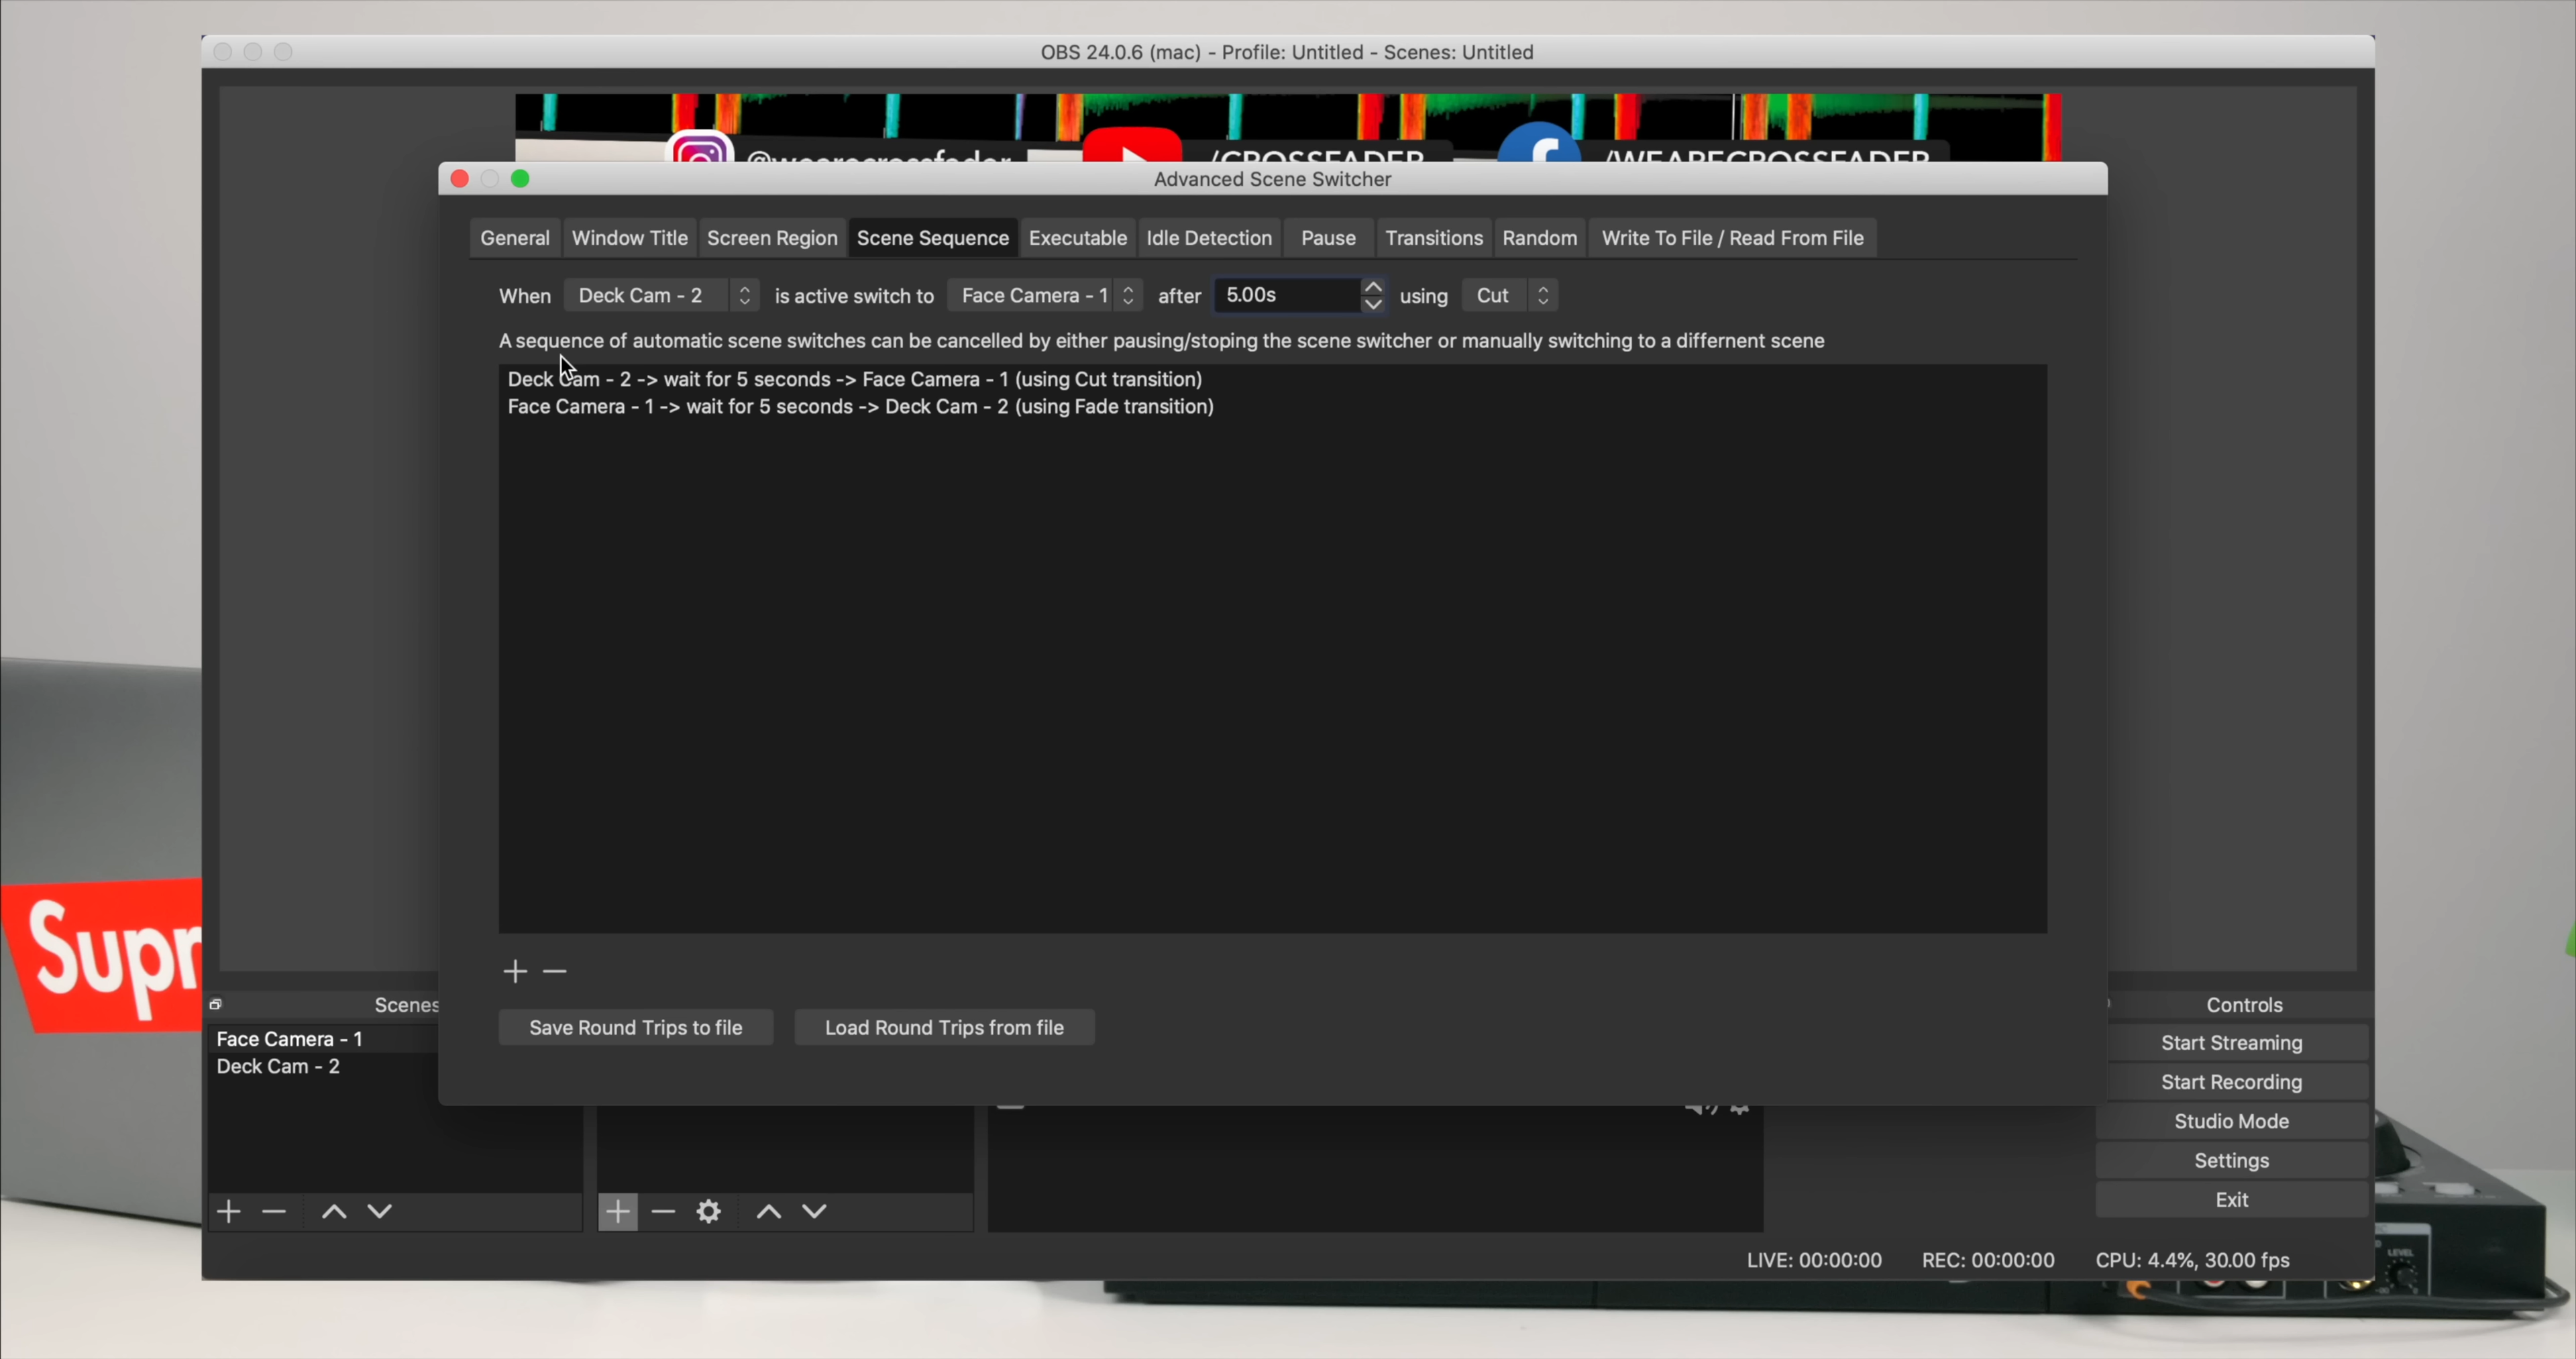 OBS 24.0.6 (mac) - Profile: Untitled - Scenes: Untitled
@wearecrossfader /CROSSFADER /WEARECROSSFADER
Advanced Scene Switcher
General Window Title Screen Region Scene Sequence Executable Idle Detection Pause Transitions Random Write To File / Read From File
When Deck Cam - 2 is active switch to Face Camera - 1 after 5.00s using Cut
A sequence of automatic scene switches can be cancelled by either pausing/stoping the scene switcher or manually switching to a differnent scene
Deck Cam - 2 -> wait for 5 seconds -> Face Camera - 1 (using Cut transition)
Face Camera - 1 -> wait for 5 seconds -> Deck Cam - 2 (using Fade transition)
Supr
Save Round Trips to file Load Round Trips from file
Scenes
Controls
Face Camera - 1
Deck Cam - 2
Start Streaming
Start Recording
Studio Mode
Settings
Exit
LEVEL
LIVE: 00:00:00 REC: 00:00:00 CPU: 4.4%, 30.00 fps